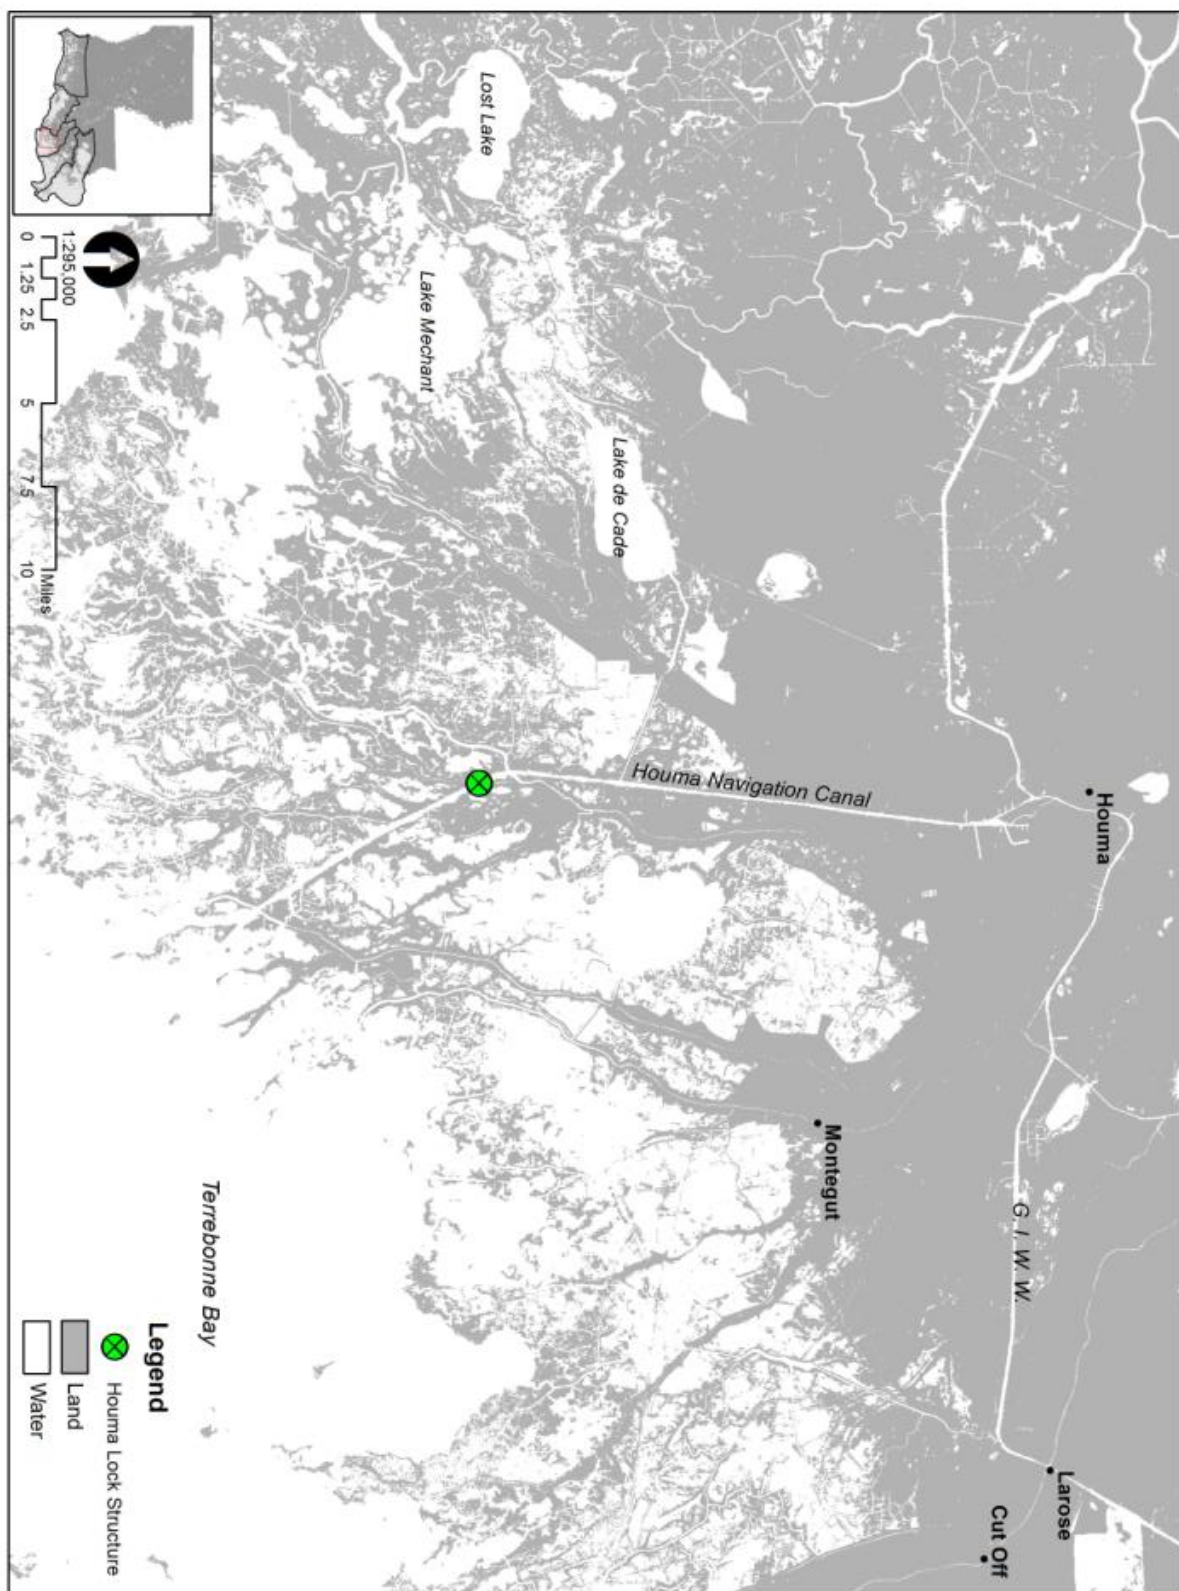 Houma
Larose
Cut Off
G. I. W. W.
Houma Navigation Canal
Montegut
Lake de Cade
Lost Lake
Lake Mechant
Terrebonne Bay
1:295,000
0 1.25 2.5 5 7.5 10
Miles
Legend
Houma Lock Structure
Land
Water